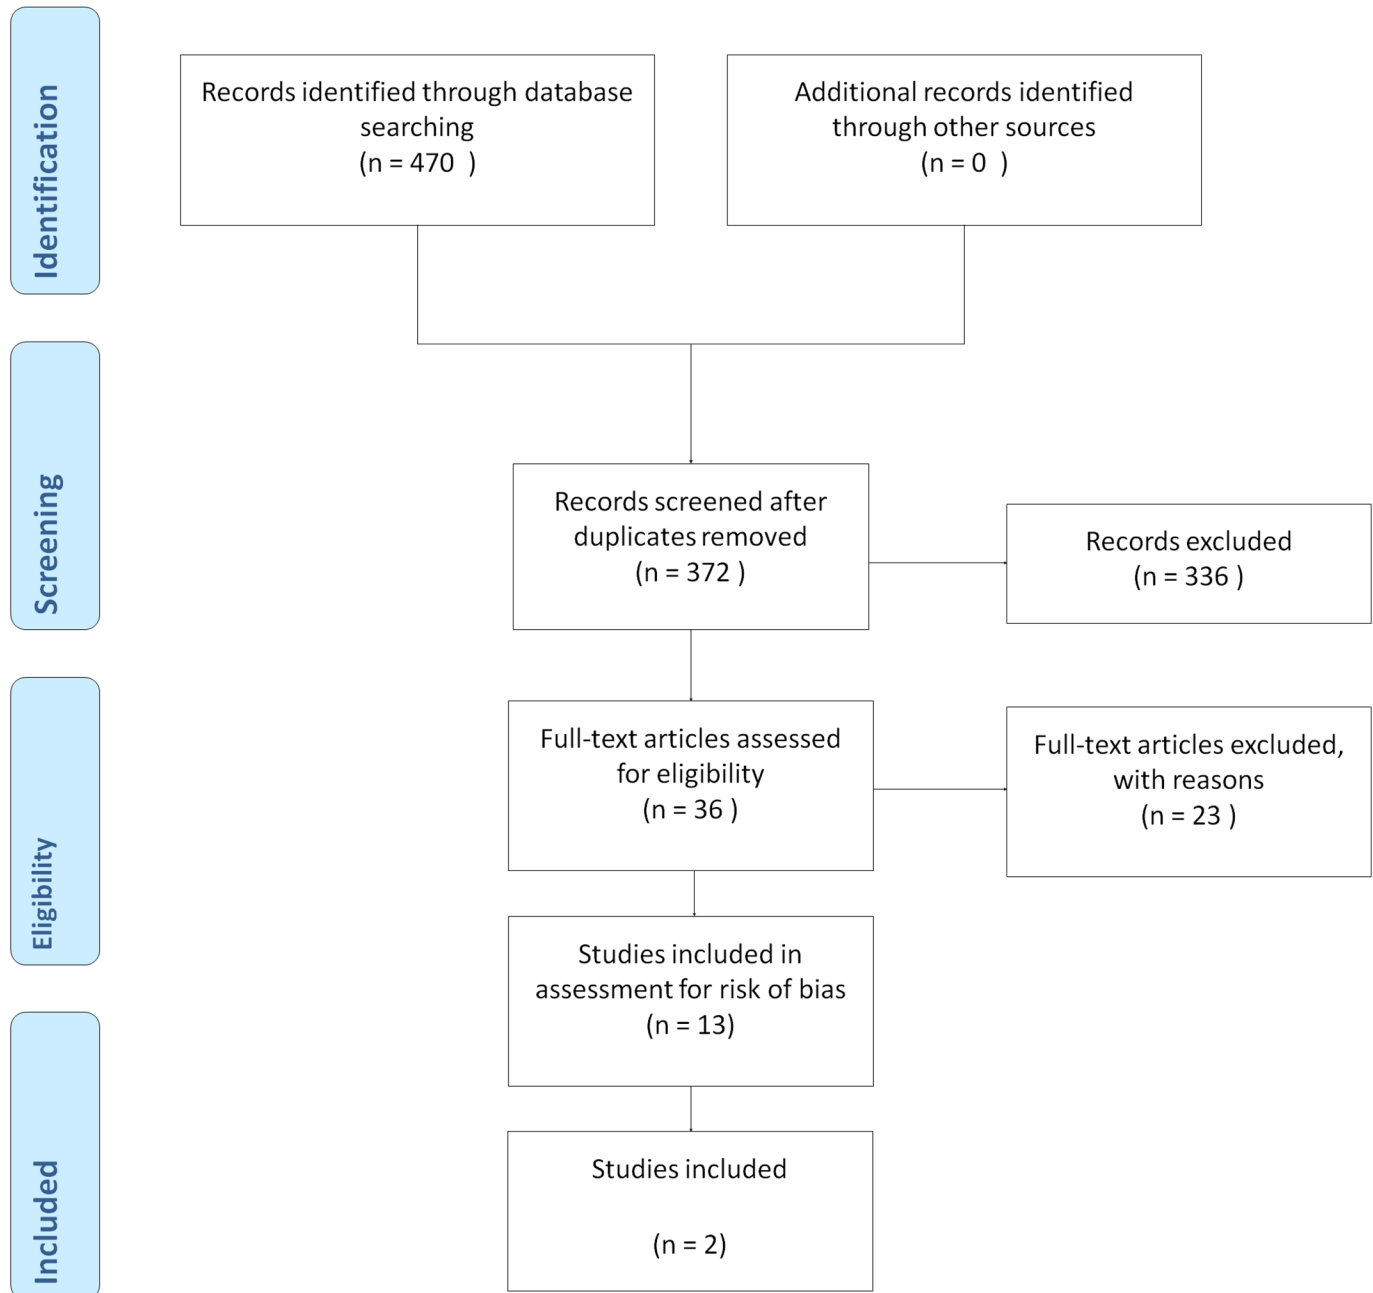 Identification
Records identified through database
searching
(n = 470  )
Additional records identified
through other sources
(n = 0  )
Screening
Records screened after
duplicates removed
(n = 372 )
Records excluded
(n = 336 )
Eligibility
Full-text articles assessed
for eligibility
(n = 36 )
Full-text articles excluded,
with reasons
(n = 23 )
Studies included in
assessment for risk of bias
(n = 13)
Included
Studies included
(n = 2)